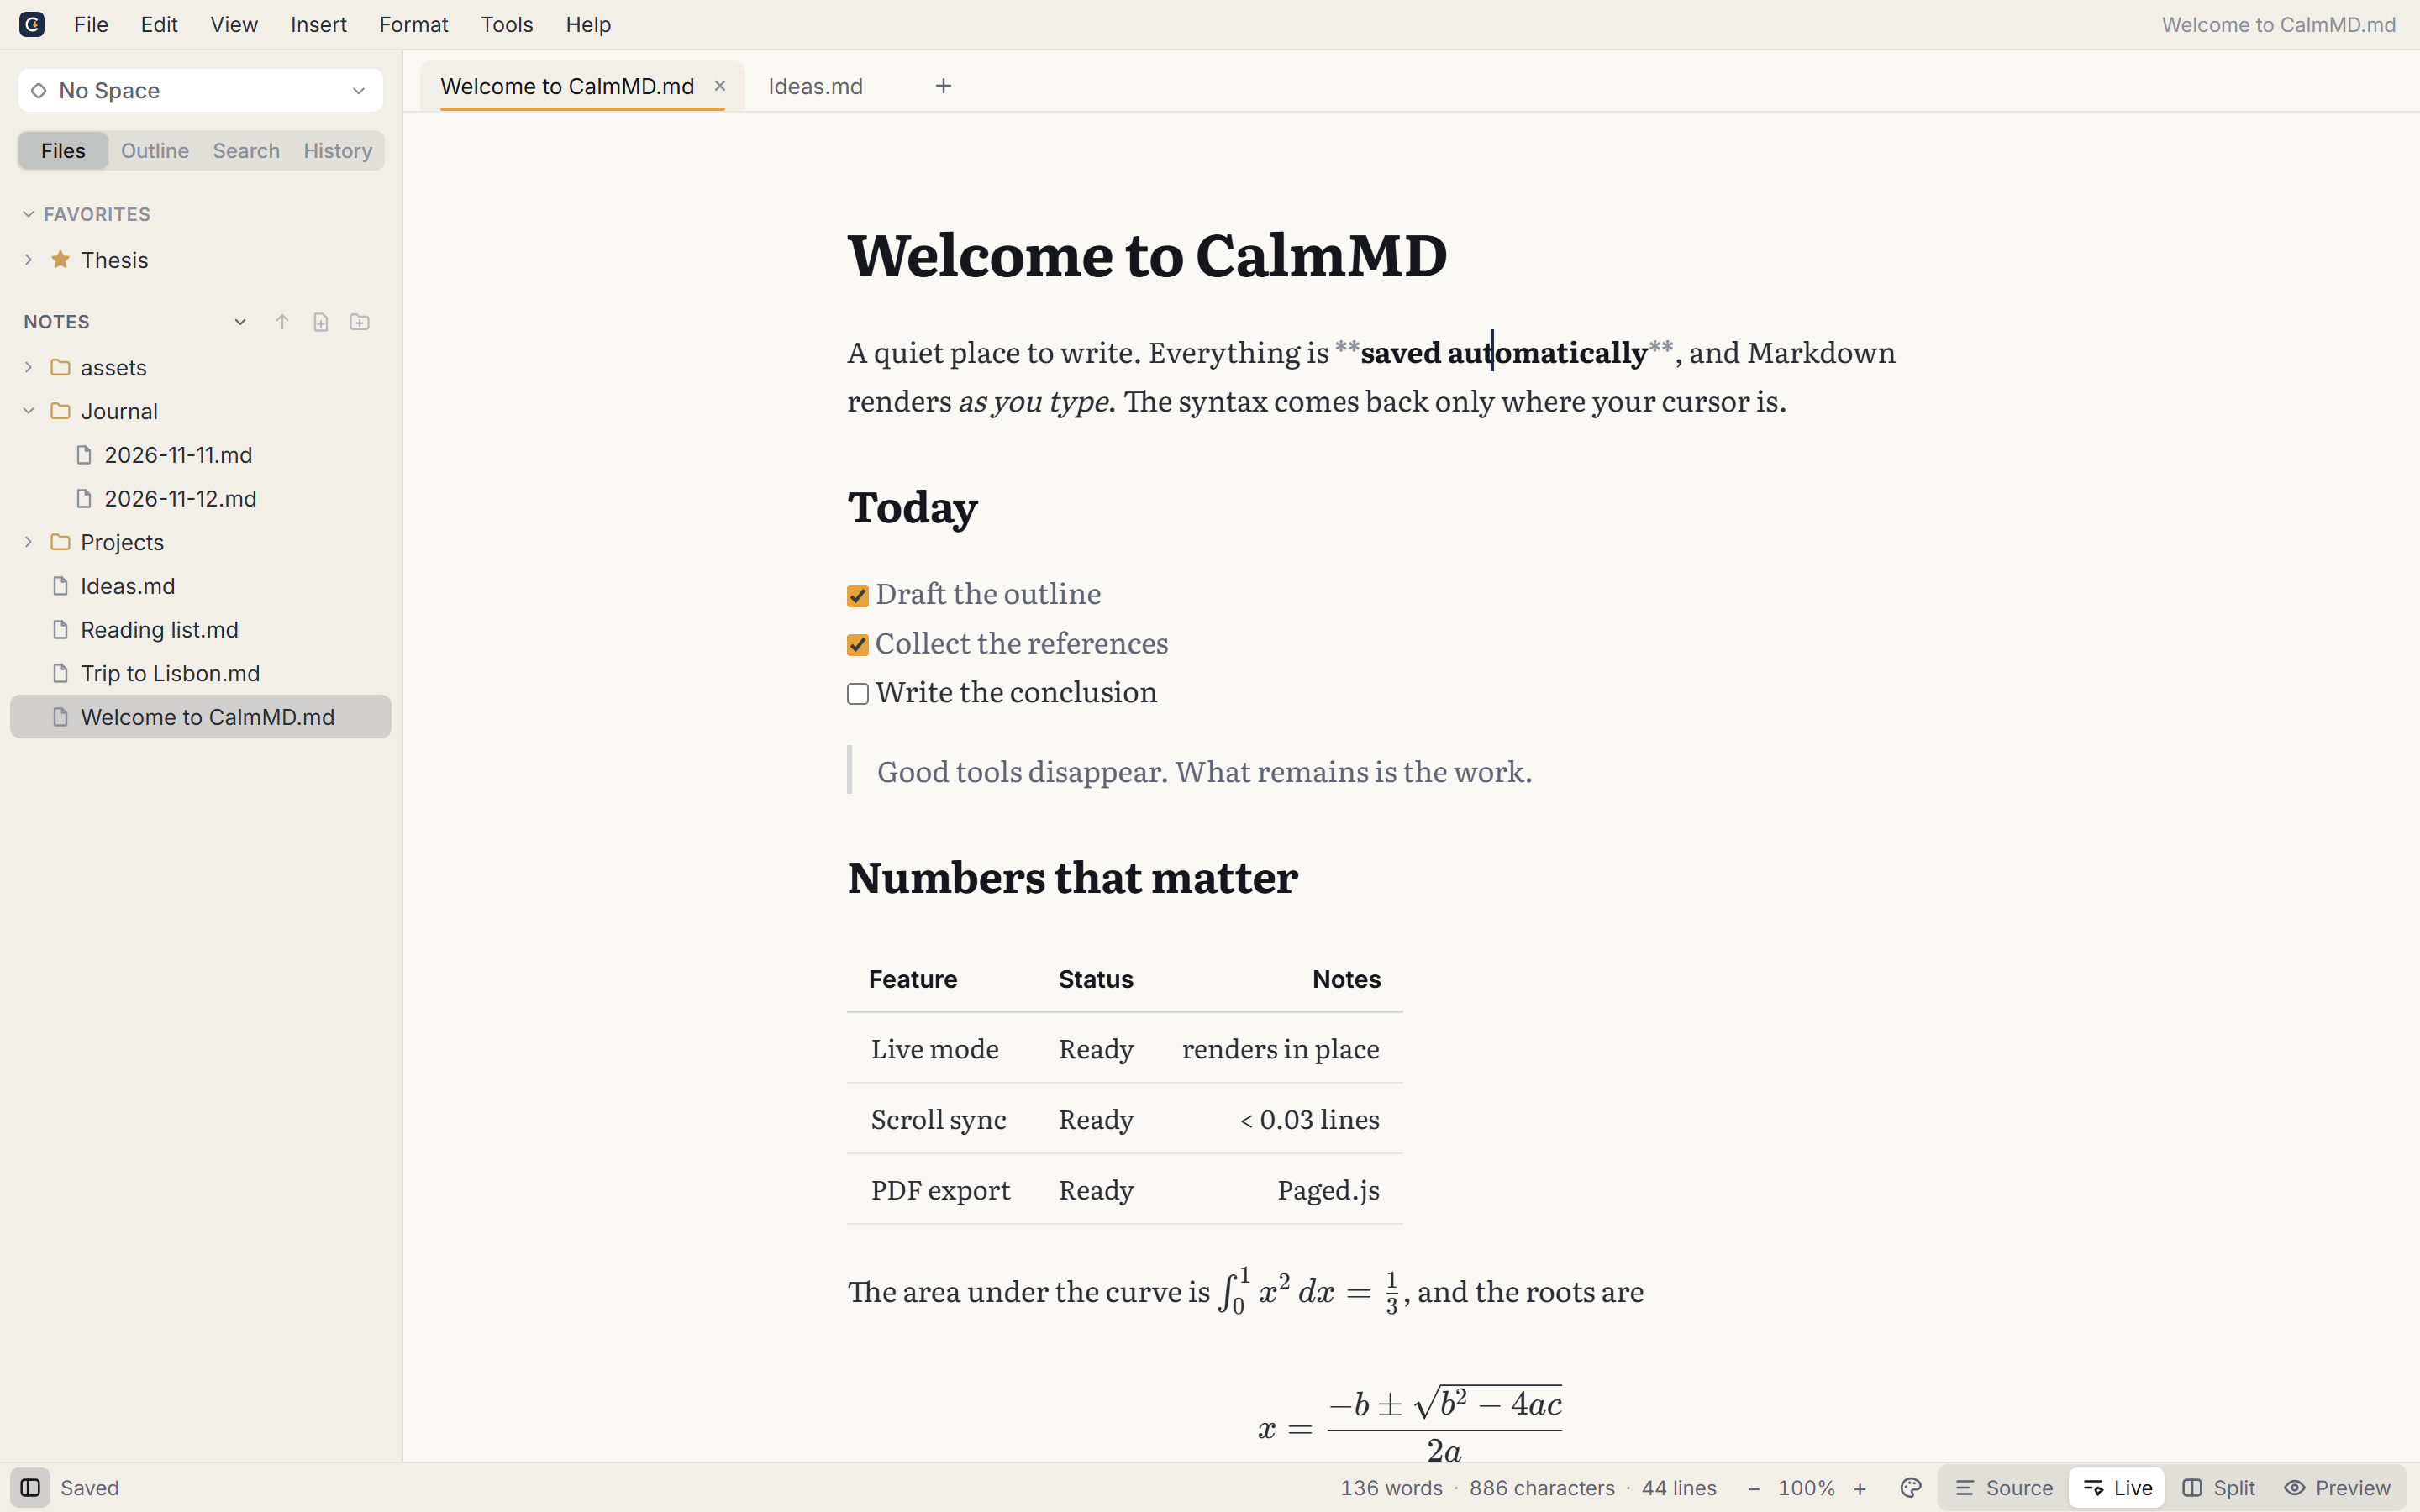 File Edit View Insert Format Tools Help
Welcome to CalmMD.md
No Space
Files Outline Search History
FAVORITES
Thesis
NOTES
assets
Journal
2026-11-11.md
2026-11-12.md
Projects
Ideas.md
Reading list.md
Trip to Lisbon.md
Welcome to CalmMD.md
Welcome to CalmMD.md × Ideas.md +
Welcome to CalmMD
A quiet place to write. Everything is **saved automatically**, and Markdown
renders as you type. The syntax comes back only where your cursor is.
Today
Draft the outline
Collect the references
Write the conclusion
Good tools disappear. What remains is the work.
Numbers that matter
Feature Status Notes
Live mode Ready renders in place
Scroll sync Ready < 0.03 lines
PDF export Ready Paged.js
The area under the curve is ∫₀¹ x² dx = 1/3, and the roots are
x = (−b ± √(b² − 4ac)) / 2a
Saved
136 words · 886 characters · 44 lines − 100% + Source Live Split Preview